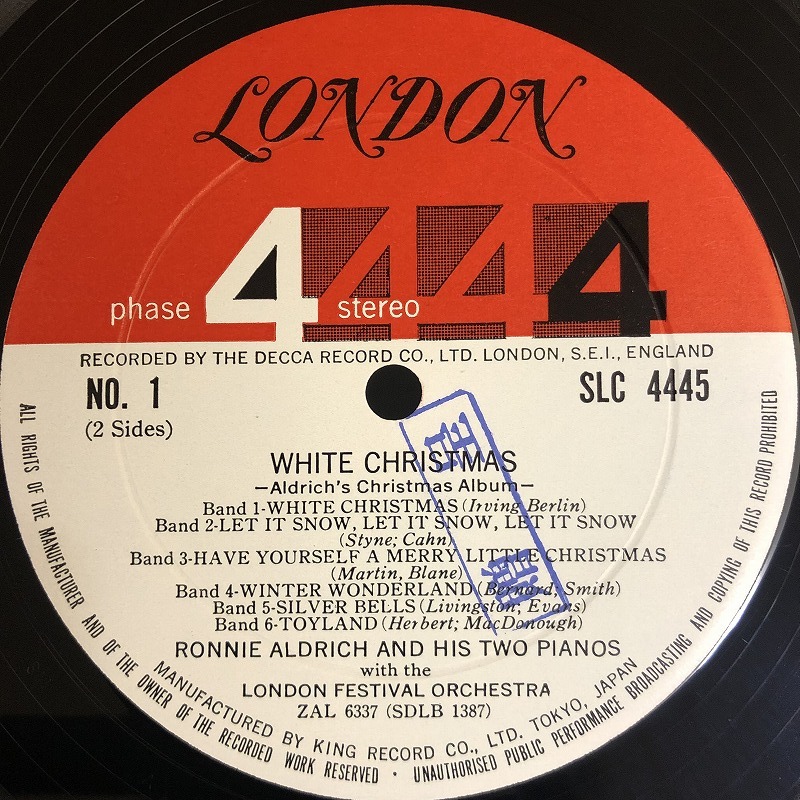 LONDON
phase 4 stereo 4 4 4
RECORDED BY THE DECCA RECORD CO., LTD. LONDON, S.E.I., ENGLAND
NO. 1
SLC 4445
(2 Sides)
WHITE CHRISTMAS
—Aldrich's Christmas Album—
Band 1-WHITE CHRISTMAS (Irving Berlin)
Band 2-LET IT SNOW, LET IT SNOW, LET IT SNOW
(Styne; Cahn)
Band 3-HAVE YOURSELF A MERRY LITTLE CHRISTMAS
(Martin, Blane)
Band 4-WINTER WONDERLAND (Bernard; Smith)
Band 5-SILVER BELLS (Livingston; Evans)
Band 6-TOYLAND (Herbert; MacDonough)
RONNIE ALDRICH AND HIS TWO PIANOS
with the
LONDON FESTIVAL ORCHESTRA
ZAL 6337 (SDLB 1387)
MANUFACTURED BY KING RECORD CO., LTD. TOKYO, JAPAN
ALL RIGHTS OF THE MANUFACTURER AND OF THE OWNER OF THE RECORDED WORK RESERVED · UNAUTHORISED PUBLIC PERFORMANCE BROADCASTING AND COPYING OF THIS RECORD PROHIBITED